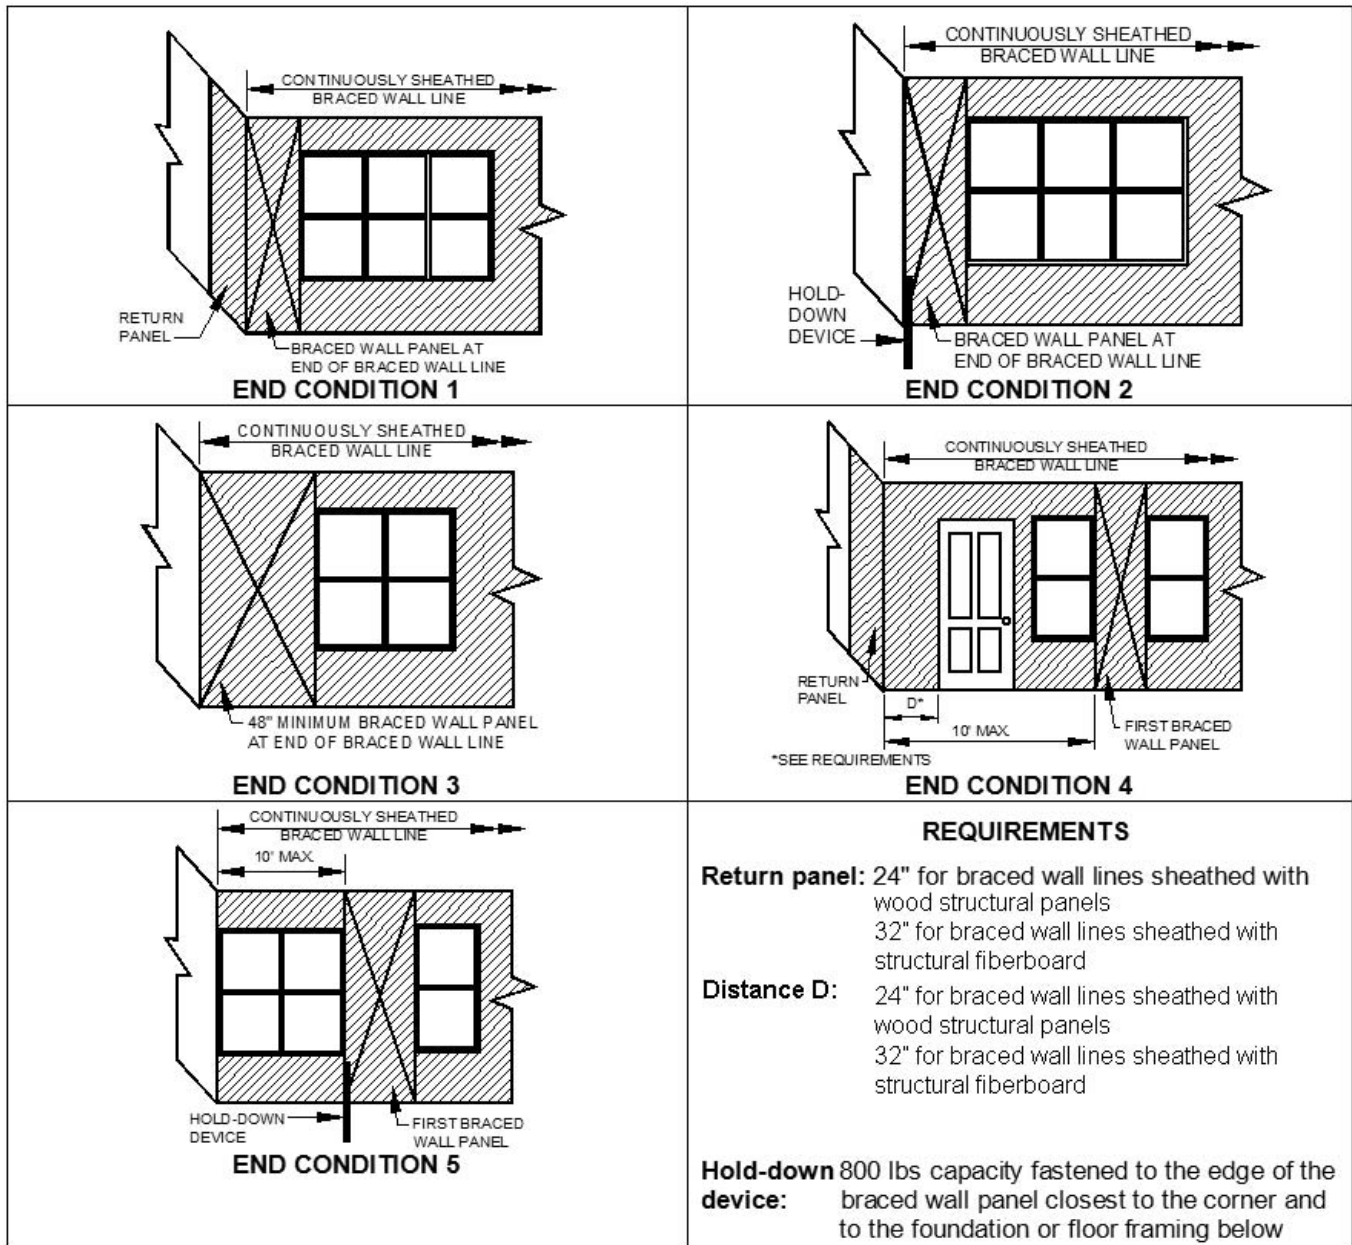 CONTINUOUSLY SHEATHED
BRACED WALL LINE
RETURN
PANEL
BRACED WALL PANEL AT
END OF BRACED WALL LINE
END CONDITION 1
CONTINUOUSLY SHEATHED
BRACED WALL LINE
HOLD-
DOWN
DEVICE
BRACED WALL PANEL AT
END OF BRACED WALL LINE
END CONDITION 2
CONTINUOUSLY SHEATHED
BRACED WALL LINE
48" MINIMUM BRACED WALL PANEL
AT END OF BRACED WALL LINE
END CONDITION 3
CONTINUOUSLY SHEATHED
BRACED WALL LINE
RETURN
PANEL
D*
10' MAX.
FIRST BRACED
WALL PANEL
*SEE REQUIREMENTS
END CONDITION 4
CONTINUOUSLY SHEATHED
BRACED WALL LINE
10' MAX.
HOLD-DOWN
DEVICE
FIRST BRACED
WALL PANEL
END CONDITION 5
REQUIREMENTS
Return panel: 24" for braced wall lines sheathed with
wood structural panels
32" for braced wall lines sheathed with
structural fiberboard
Distance D: 24" for braced wall lines sheathed with
wood structural panels
32" for braced wall lines sheathed with
structural fiberboard
Hold-down 800 lbs capacity fastened to the edge of the
device: braced wall panel closest to the corner and
to the foundation or floor framing below